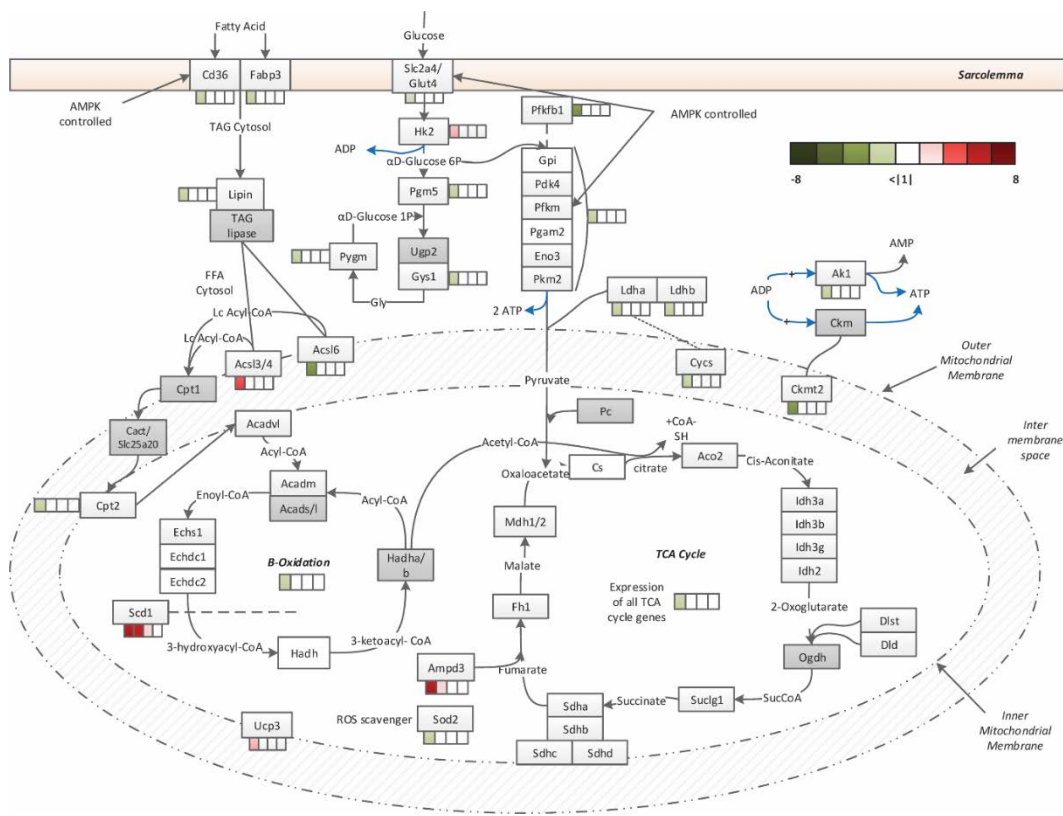 Fatty Acid
Glucose
Cd36
Fabp3
Slc2a4/
Glut4
Sarcolemma
AMPK
controlled
TAG Cytosol
Pfkfb1
AMPK controlled
Hk2
ADP
αD-Glucose 6P
Gpi
Pdk4
Pfkm
Pgam2
Eno3
Pkm2
-8
<|1|
8
Lipin
TAG
lipase
Pgm5
αD-Glucose 1P
Pygm
Ugp2
Gys1
Gly
AMP
Ak1
ADP
+
ATP
+
Ckm
FFA
Cytosol
2 ATP
Ldha
Ldhb
Lc Acyl-CoA
Lc Acyl-CoA
Acsl6
Acsl3/4
Cpt1
Cycs
Ckmt2
Outer
Mitochondrial
Membrane
Pyruvate
Cact/
Slc25a20
Acadvl
Pc
Inter
membrane
space
Acyl-CoA
Acetyl-CoA
+CoA-
SH
Cs
citrate
Aco2
Cis-Aconitate
Oxaloacetate
Cpt2
Enoyl-CoA
Acadm
Acads/l
Acyl-CoA
Idh3a
Idh3b
Idh3g
Idh2
Mdh1/2
Echs1
Echdc1
Echdc2
B-Oxidation
Hadha/
b
Malate
TCA Cycle
Expression
of all TCA
cycle genes
2-Oxoglutarate
Scd1
Fh1
Dlst
Dld
3-hydroxyacyl-CoA
Hadh
3-ketoacyl- CoA
Ampd3
Fumarate
Ogdh
Succinate
Suclg1
SucCoA
Ucp3
ROS scavenger
Sod2
Sdha
Sdhb
Sdhc
Sdhd
Inner
Mitochondrial
Membrane